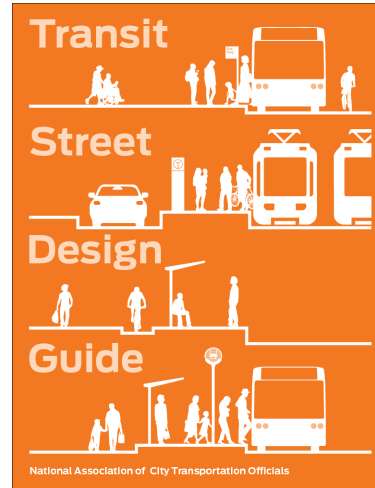 Transit
Street
Design
Guide
National Association of City Transportation Officials